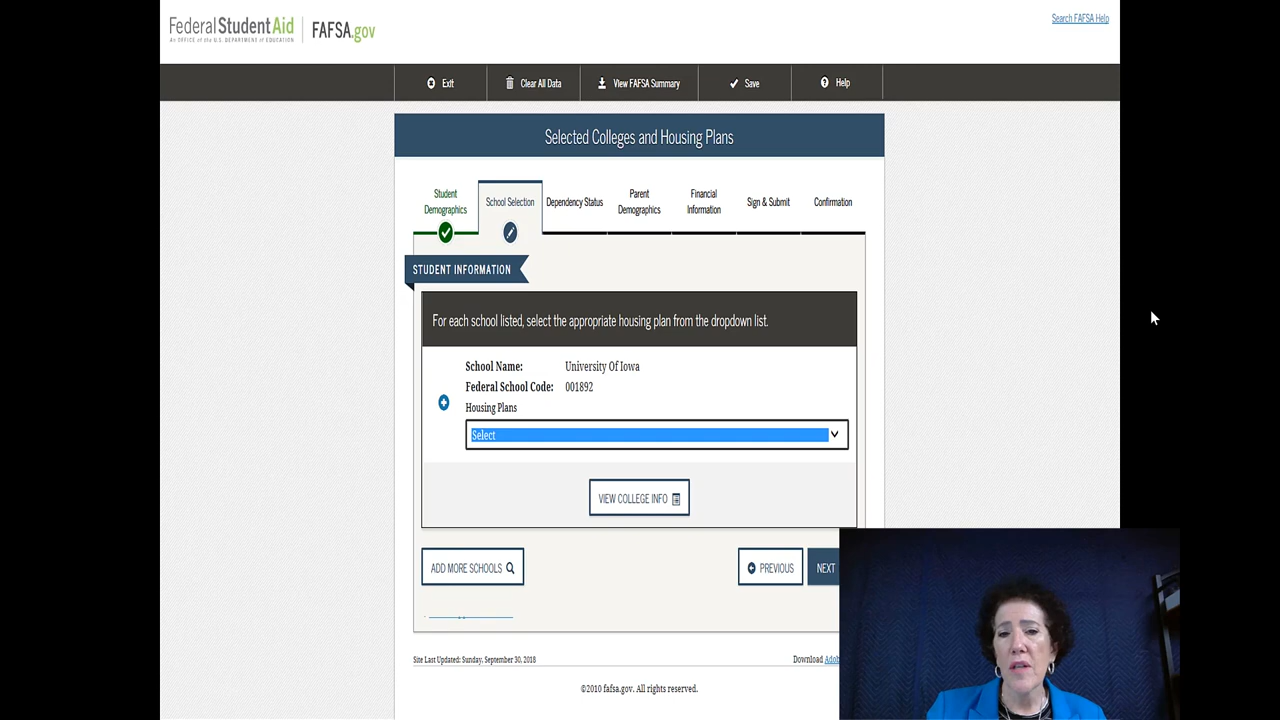 Federal Student Aid
An OFFICE of the U.S. DEPARTMENT of EDUCATION
FAFSA.gov
Search FAFSA Help
Exit
Clear All Data
View FAFSA Summary
Save
Help
Selected Colleges and Housing Plans
Student
Demographics
School Selection
Dependency Status
Parent
Demographics
Financial
Information
Sign & Submit
Confirmation
STUDENT INFORMATION
For each school listed, select the appropriate housing plan from the dropdown list.
School Name: University Of Iowa
Federal School Code: 001892
Housing Plans
Select
VIEW COLLEGE INFO
ADD MORE SCHOOLS
PREVIOUS
NEXT
Site Last Updated: Sunday, September 30, 2018
Download Adob
©2010 fafsa.gov. All rights reserved.